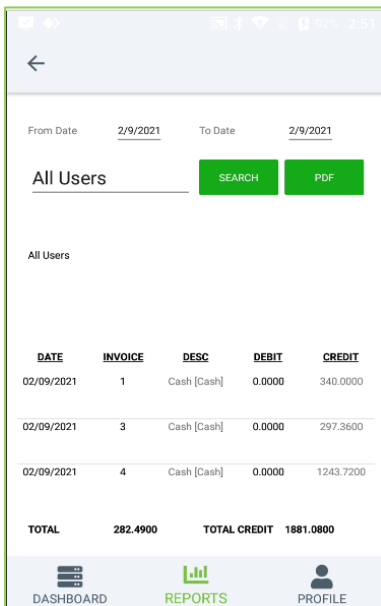 92% 2:51
From Date 2/9/2021 To Date 2/9/2021
All Users SEARCH PDF
All Users
DATE INVOICE DESC DEBIT CREDIT
02/09/2021 1 Cash [Cash] 0.0000 340.0000
02/09/2021 3 Cash [Cash] 0.0000 297.3600
02/09/2021 4 Cash [Cash] 0.0000 1243.7200
TOTAL 282.4900 TOTAL CREDIT 1881.0800
DASHBOARD REPORTS PROFILE